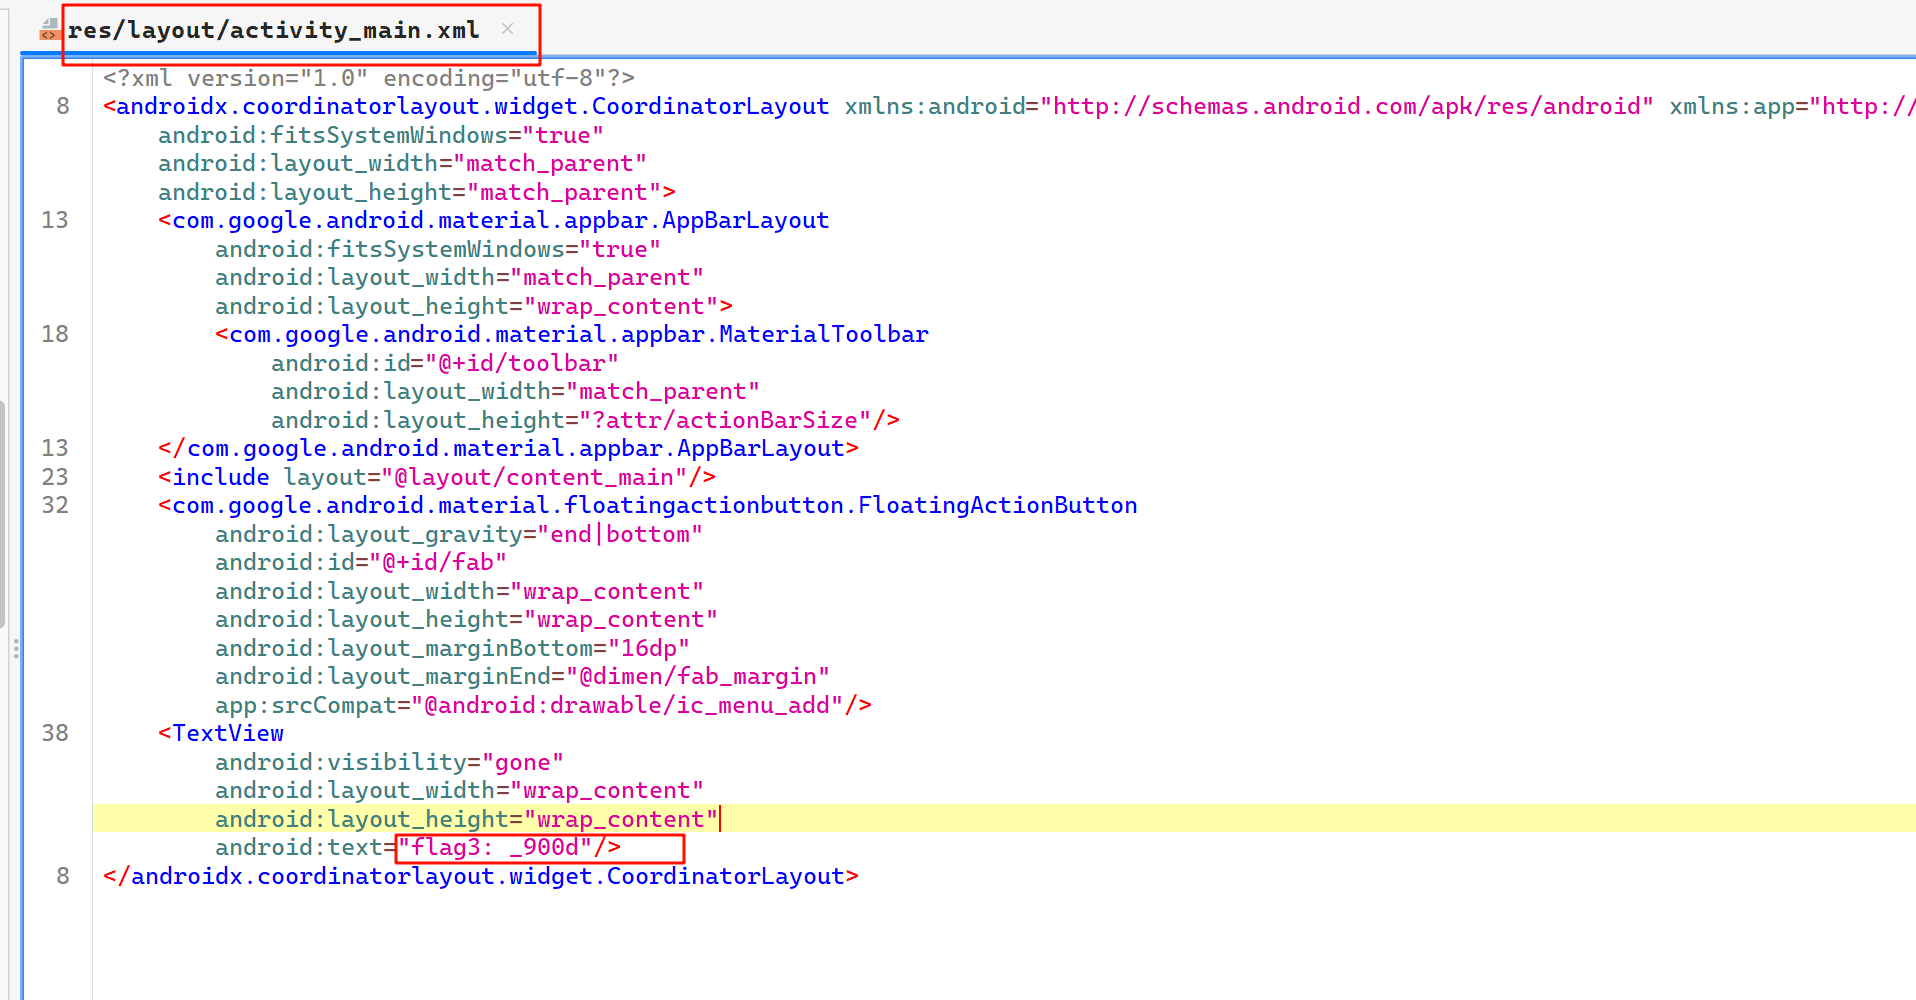 res/layout/activity_main.xml
<?xml version="1.0" encoding="utf-8"?>
8 <androidx.coordinatorlayout.widget.CoordinatorLayout xmlns:android="http://schemas.android.com/apk/res/android" xmlns:app="http://
android:fitsSystemWindows="true"
android:layout_width="match_parent"
android:layout_height="match_parent">
13 <com.google.android.material.appbar.AppBarLayout
android:fitsSystemWindows="true"
android:layout_width="match_parent"
android:layout_height="wrap_content">
18 <com.google.android.material.appbar.MaterialToolbar
android:id="@+id/toolbar"
android:layout_width="match_parent"
android:layout_height="?attr/actionBarSize"/>
13 </com.google.android.material.appbar.AppBarLayout>
23 <include layout="@layout/content_main"/>
32 <com.google.android.material.floatingactionbutton.FloatingActionButton
android:layout_gravity="end|bottom"
android:id="@+id/fab"
android:layout_width="wrap_content"
android:layout_height="wrap_content"
android:layout_marginBottom="16dp"
android:layout_marginEnd="@dimen/fab_margin"
app:srcCompat="@android:drawable/ic_menu_add"/>
38 <TextView
android:visibility="gone"
android:layout_width="wrap_content"
android:layout_height="wrap_content"
android:text="flag3: _900d"/>
8 </androidx.coordinatorlayout.widget.CoordinatorLayout>